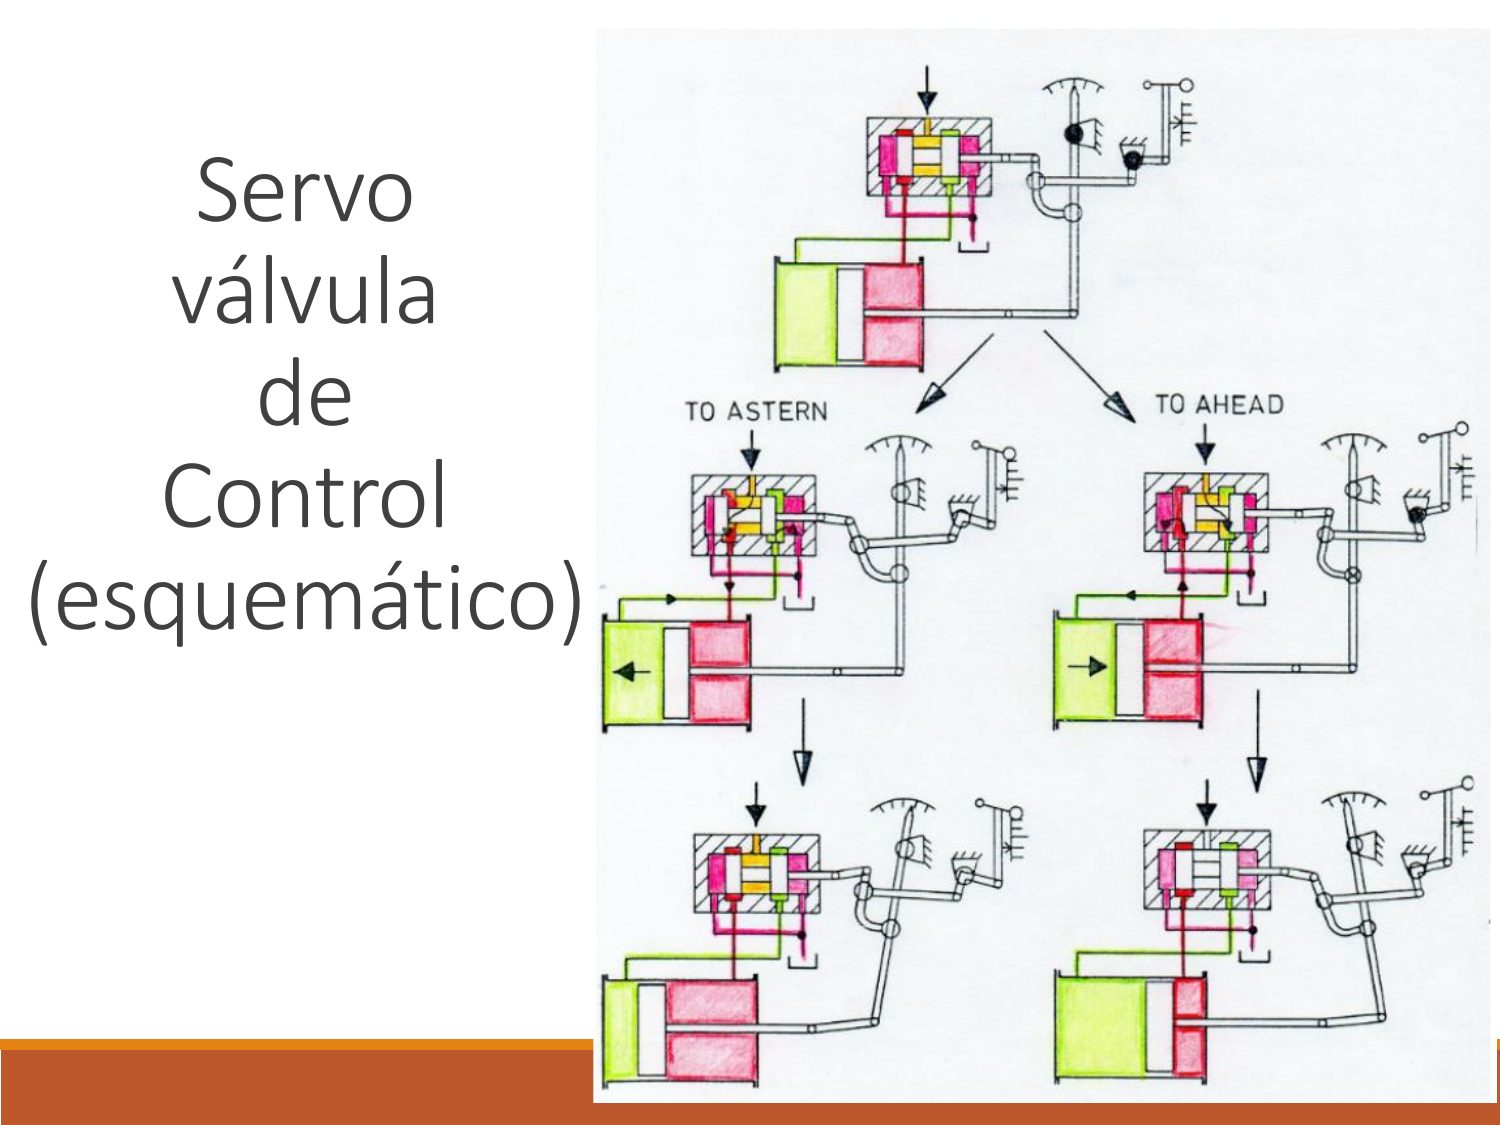 Servo
válvula
de
Control
(esquemático)
TO ASTERN
TO AHEAD